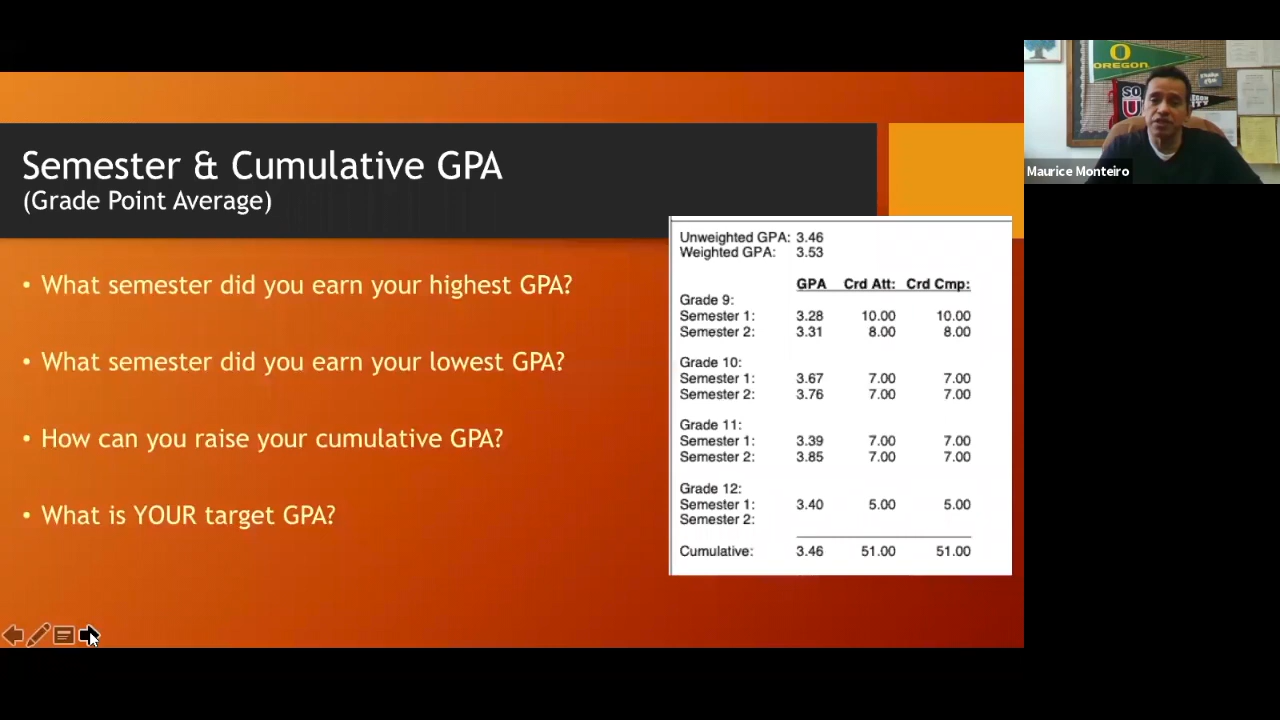 Semester & Cumulative GPA
(Grade Point Average)
• What semester did you earn your highest GPA?
• What semester did you earn your lowest GPA?
• How can you raise your cumulative GPA?
• What is YOUR target GPA?
Unweighted GPA: 3.46
Weighted GPA: 3.53
GPA Crd Att: Crd Cmp:
Grade 9:
Semester 1: 3.28 10.00 10.00
Semester 2: 3.31 8.00 8.00
Grade 10:
Semester 1: 3.67 7.00 7.00
Semester 2: 3.76 7.00 7.00
Grade 11:
Semester 1: 3.39 7.00 7.00
Semester 2: 3.85 7.00 7.00
Grade 12:
Semester 1: 3.40 5.00 5.00
Semester 2:
Cumulative: 3.46 51.00 51.00
O
OREGON
SO
U
Maurice Monteiro